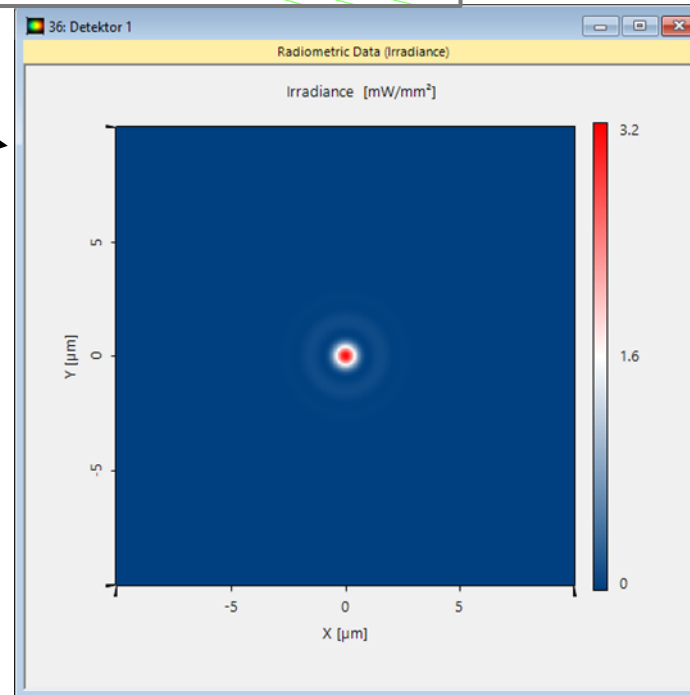 36: Detektor 1
Radiometric Data (Irradiance)
Irradiance [mW/mm²]
3.2
1.6
0
5
0
-5
Y [µm]
-5 0 5
X [µm]